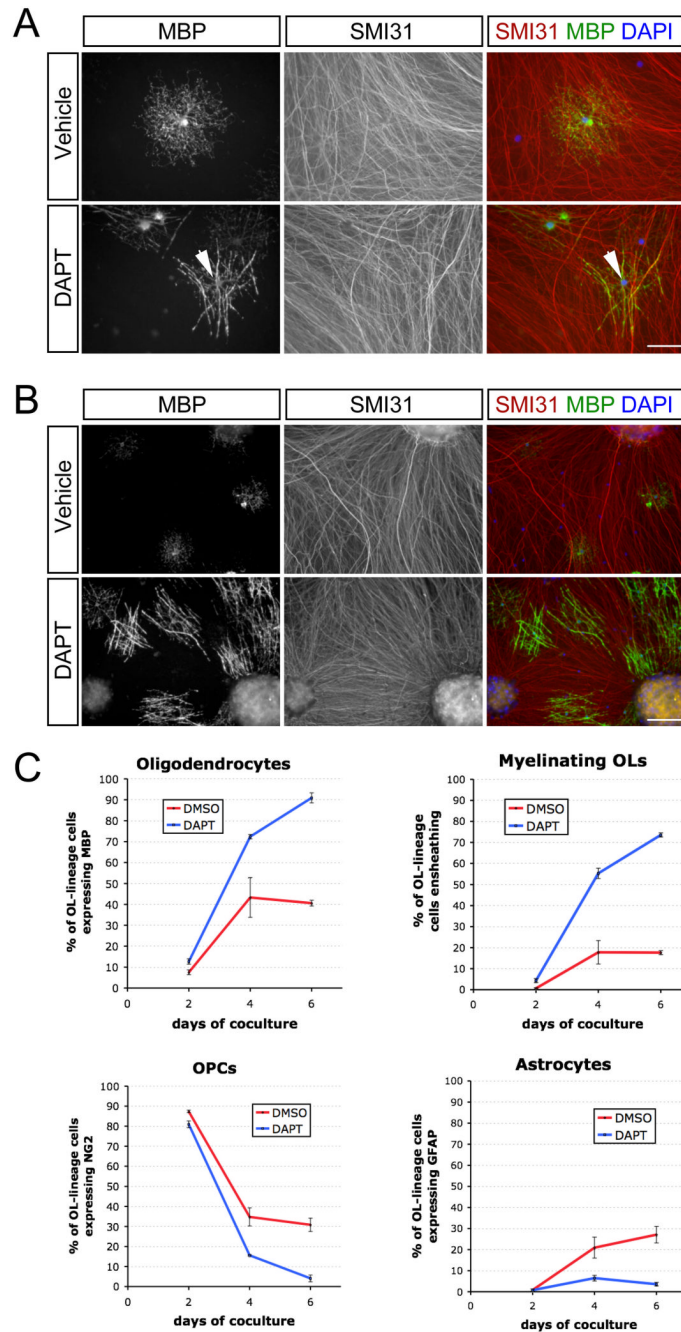 A
MBP
SMI31
SMI31 MBP DAPI
Vehicle
DAPT
B
MBP
SMI31
SMI31 MBP DAPI
Vehicle
DAPT
C
Oligodendrocytes
% of OL-lineage cells
expressing MBP
100
90
80
70
60
50
40
30
20
10
0
DMSO
DAPT
0 2 4 6
days of coculture
Myelinating OLs
% of OL-lineage
cells ensheathing
100
90
80
70
60
50
40
30
20
10
0
DMSO
DAPT
0 2 4 6
days of coculture
OPCs
% of OL-lineage cells
expressing NG2
100
90
80
70
60
50
40
30
20
10
0
DMSO
DAPT
0 2 4 6
days of coculture
Astrocytes
% of OL-lineage cells
expressing GFAP
100
90
80
70
60
50
40
30
20
10
0
DMSO
DAPT
0 2 4 6
days of coculture